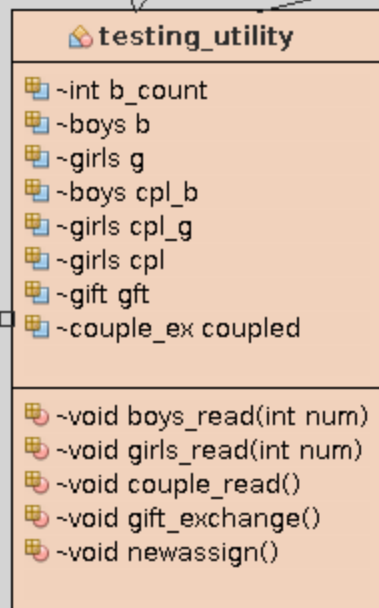 testing_utility
~int b_count
~boys b
~girls g
~boys cpl_b
~girls cpl_g
~girls cpl
~gift gft
~couple_ex coupled
~void boys_read(int num)
~void girls_read(int num)
~void couple_read()
~void gift_exchange()
~void newassign()